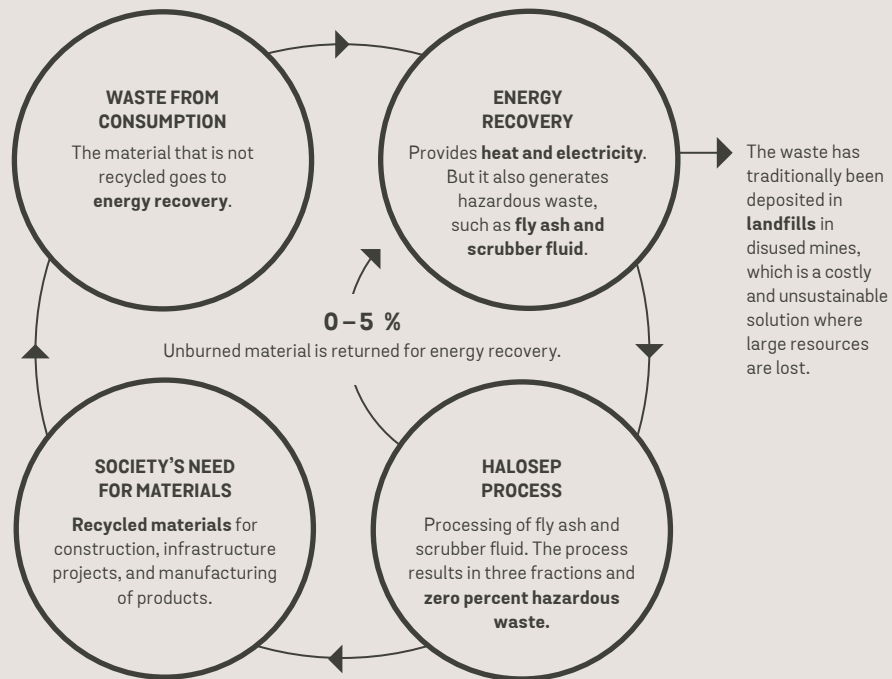 WASTE FROM
CONSUMPTION
The material that is not
recycled goes to
energy recovery.
ENERGY
RECOVERY
Provides heat and electricity.
But it also generates
hazardous waste,
such as fly ash and
scrubber fluid.
The waste has
traditionally been
deposited in
landfills in
disused mines,
which is a costly
and unsustainable
solution where
large resources
are lost.
0–5 %
Unburned material is returned for energy recovery.
SOCIETY’S NEED
FOR MATERIALS
Recycled materials for
construction, infrastructure
projects, and manufacturing
of products.
HALOSEP
PROCESS
Processing of fly ash and
scrubber fluid. The process
results in three fractions and
zero percent hazardous
waste.